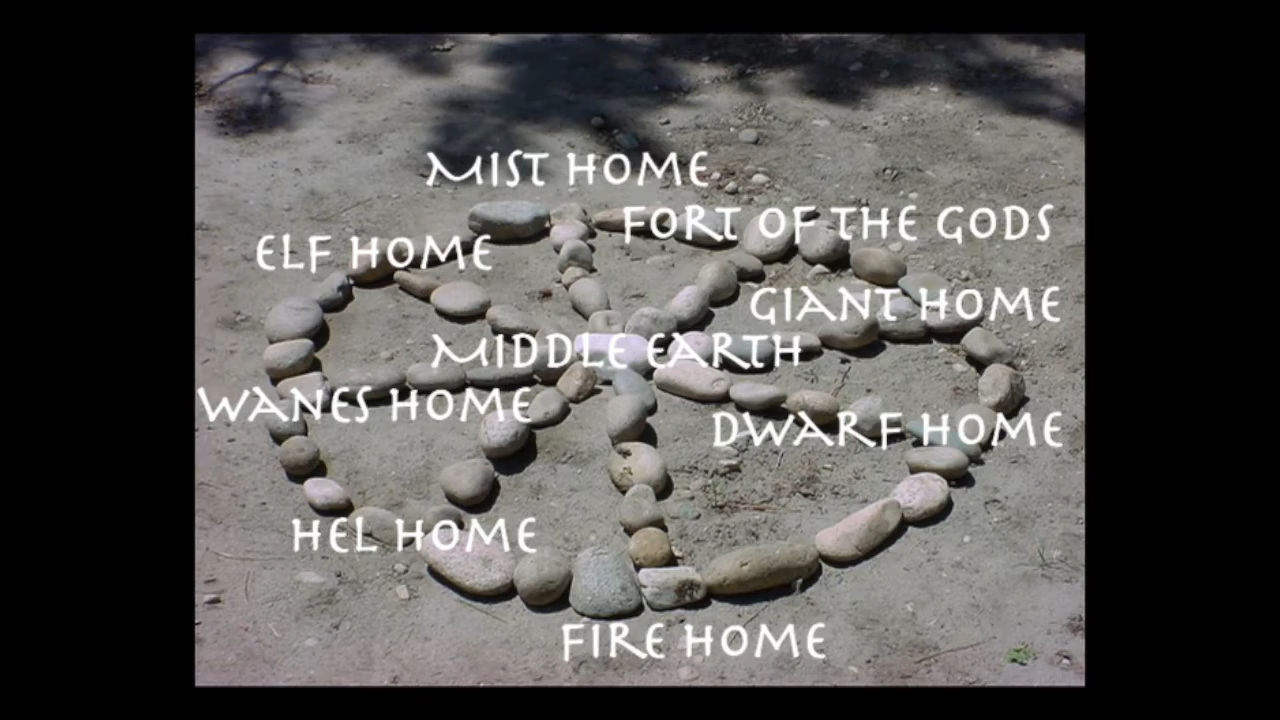 MIST HOME
FORT OF THE GODS
ELF HOME
GIANT HOME
MIDDLE EARTH
WANES HOME
DWARF HOME
HEL HOME
FIRE HOME